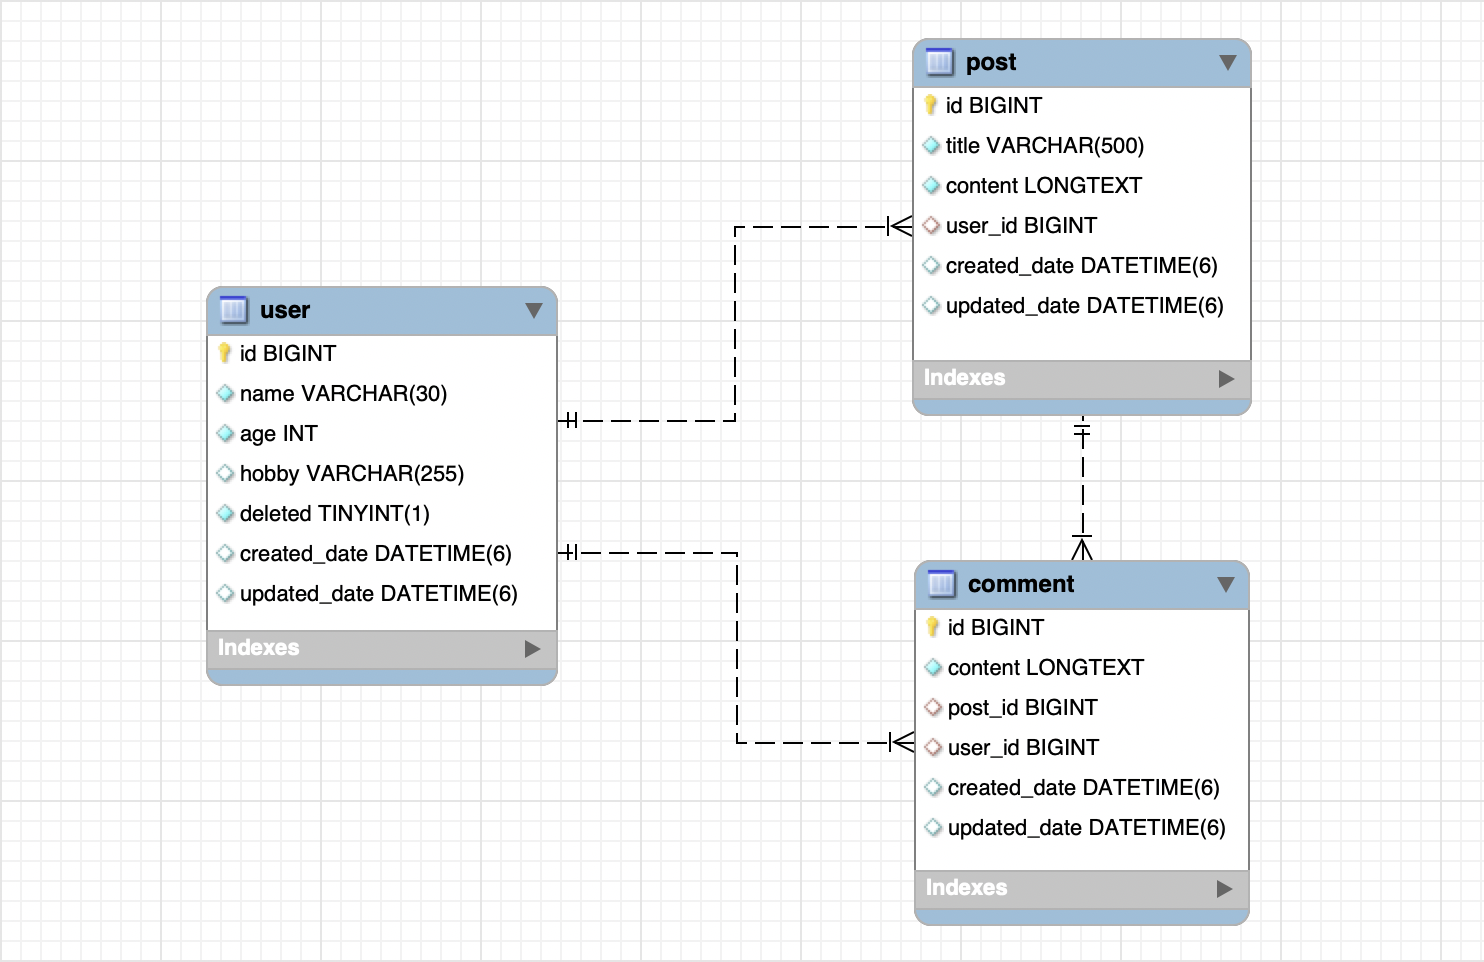 post
id BIGINT
title VARCHAR(500)
content LONGTEXT
user_id BIGINT
created_date DATETIME(6)
updated_date DATETIME(6)
Indexes
user
id BIGINT
name VARCHAR(30)
age INT
hobby VARCHAR(255)
deleted TINYINT(1)
created_date DATETIME(6)
updated_date DATETIME(6)
Indexes
comment
id BIGINT
content LONGTEXT
post_id BIGINT
user_id BIGINT
created_date DATETIME(6)
updated_date DATETIME(6)
Indexes